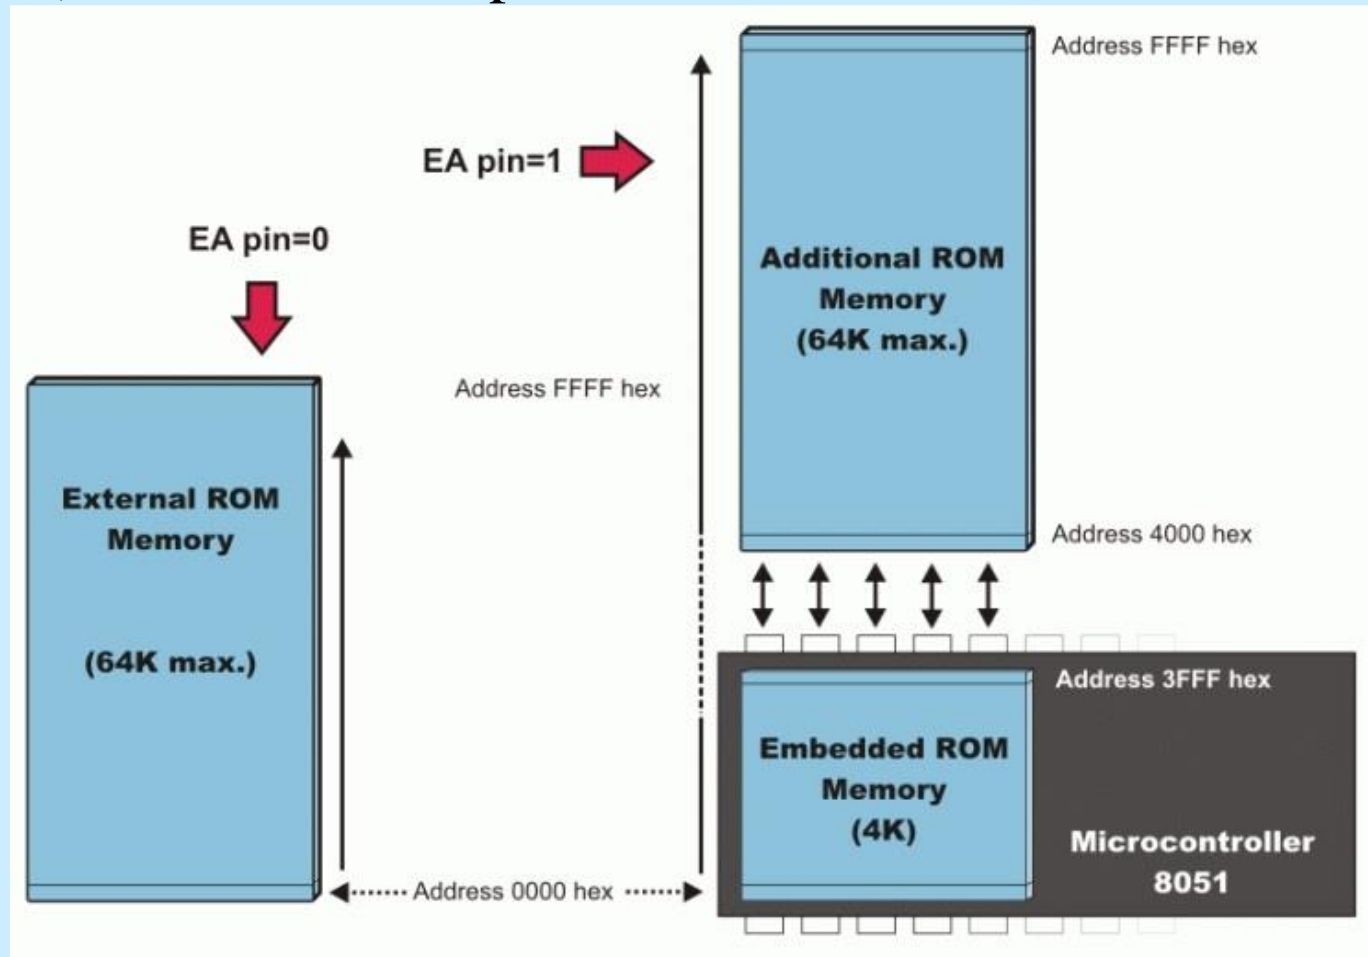 Address FFFF hex
EA pin=1
EA pin=0
Additional ROM
Memory
(64K max.)
Address FFFF hex
External ROM
Memory
(64K max.)
Address 4000 hex
Address 3FFF hex
Embedded ROM
Memory
(4K)
Microcontroller
8051
Address 0000 hex